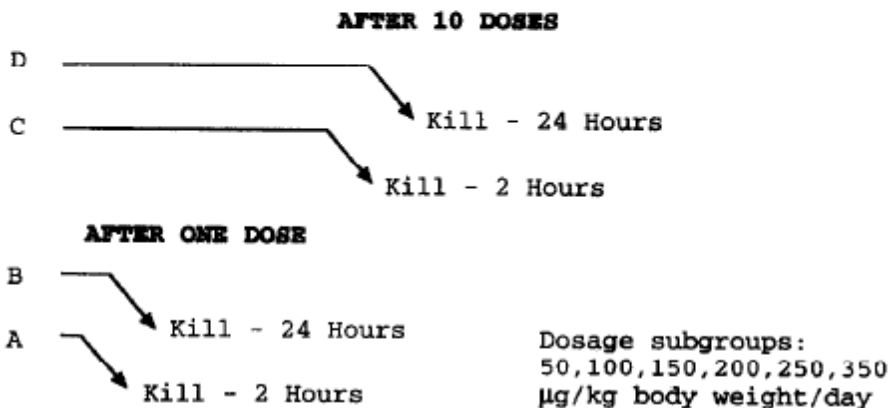 AFTER 10 DOSES
D
Kill - 24 Hours
C
Kill - 2 Hours
AFTER ONE DOSE
B
Kill - 24 Hours
A
Kill - 2 Hours
Dosage subgroups:
50,100,150,200,250,350
µg/kg body weight/day